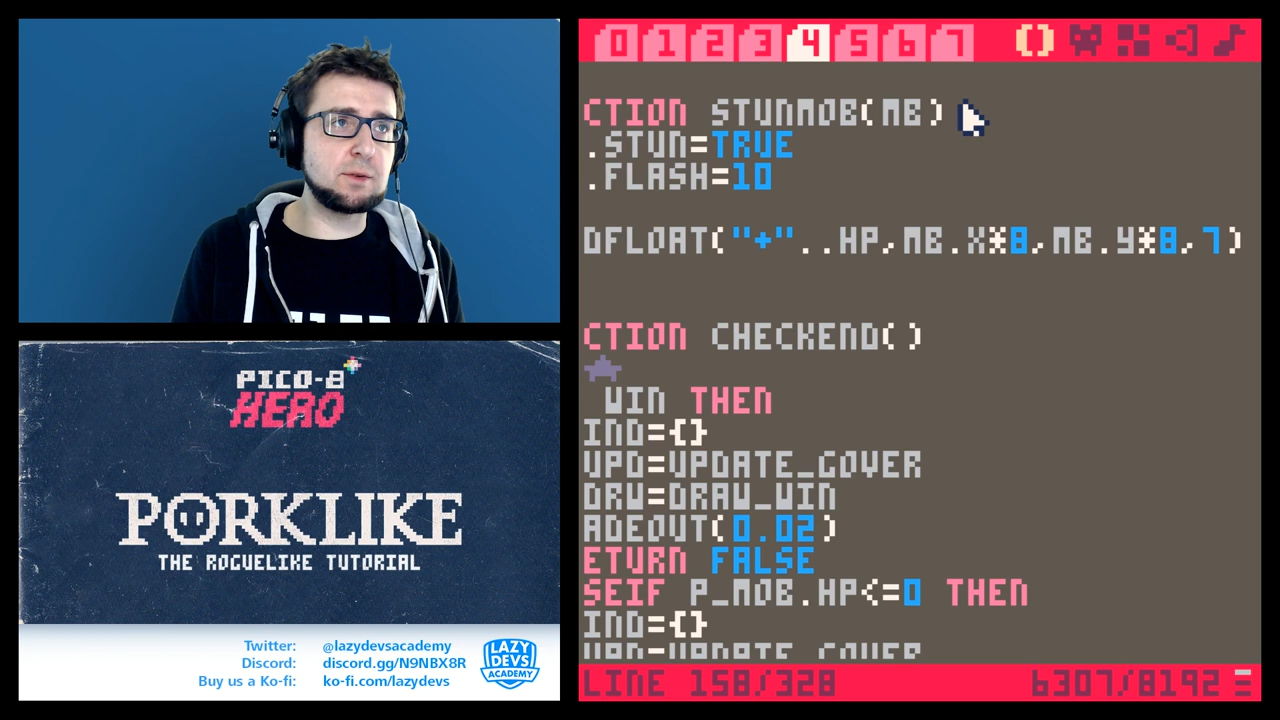 0 1 2 3 4 5 6 7
CTION STUNMOB(MB)
.STUN=TRUE
.FLASH=10
DFLOAT("+"..HP,MB.X*8,MB.Y*8,7)
CTION CHECKEND()
WIN THEN
IND={}
UPD=UPDATE_GOVER
DRW=DRAW_WIN
ADEOUT(0.02)
ETURN FALSE
SEIF P_MOB.HP<=0 THEN
IND={}
LINE 158/328
6307/8192
PICO-8
HERO
PORKLIKE
THE ROGUELIKE TUTORIAL
Twitter: @lazydevsacademy
Discord: discord.gg/N9NBX8R
Buy us a Ko-fi: ko-fi.com/lazydevs
LAZY
DEVS
ACADEMY